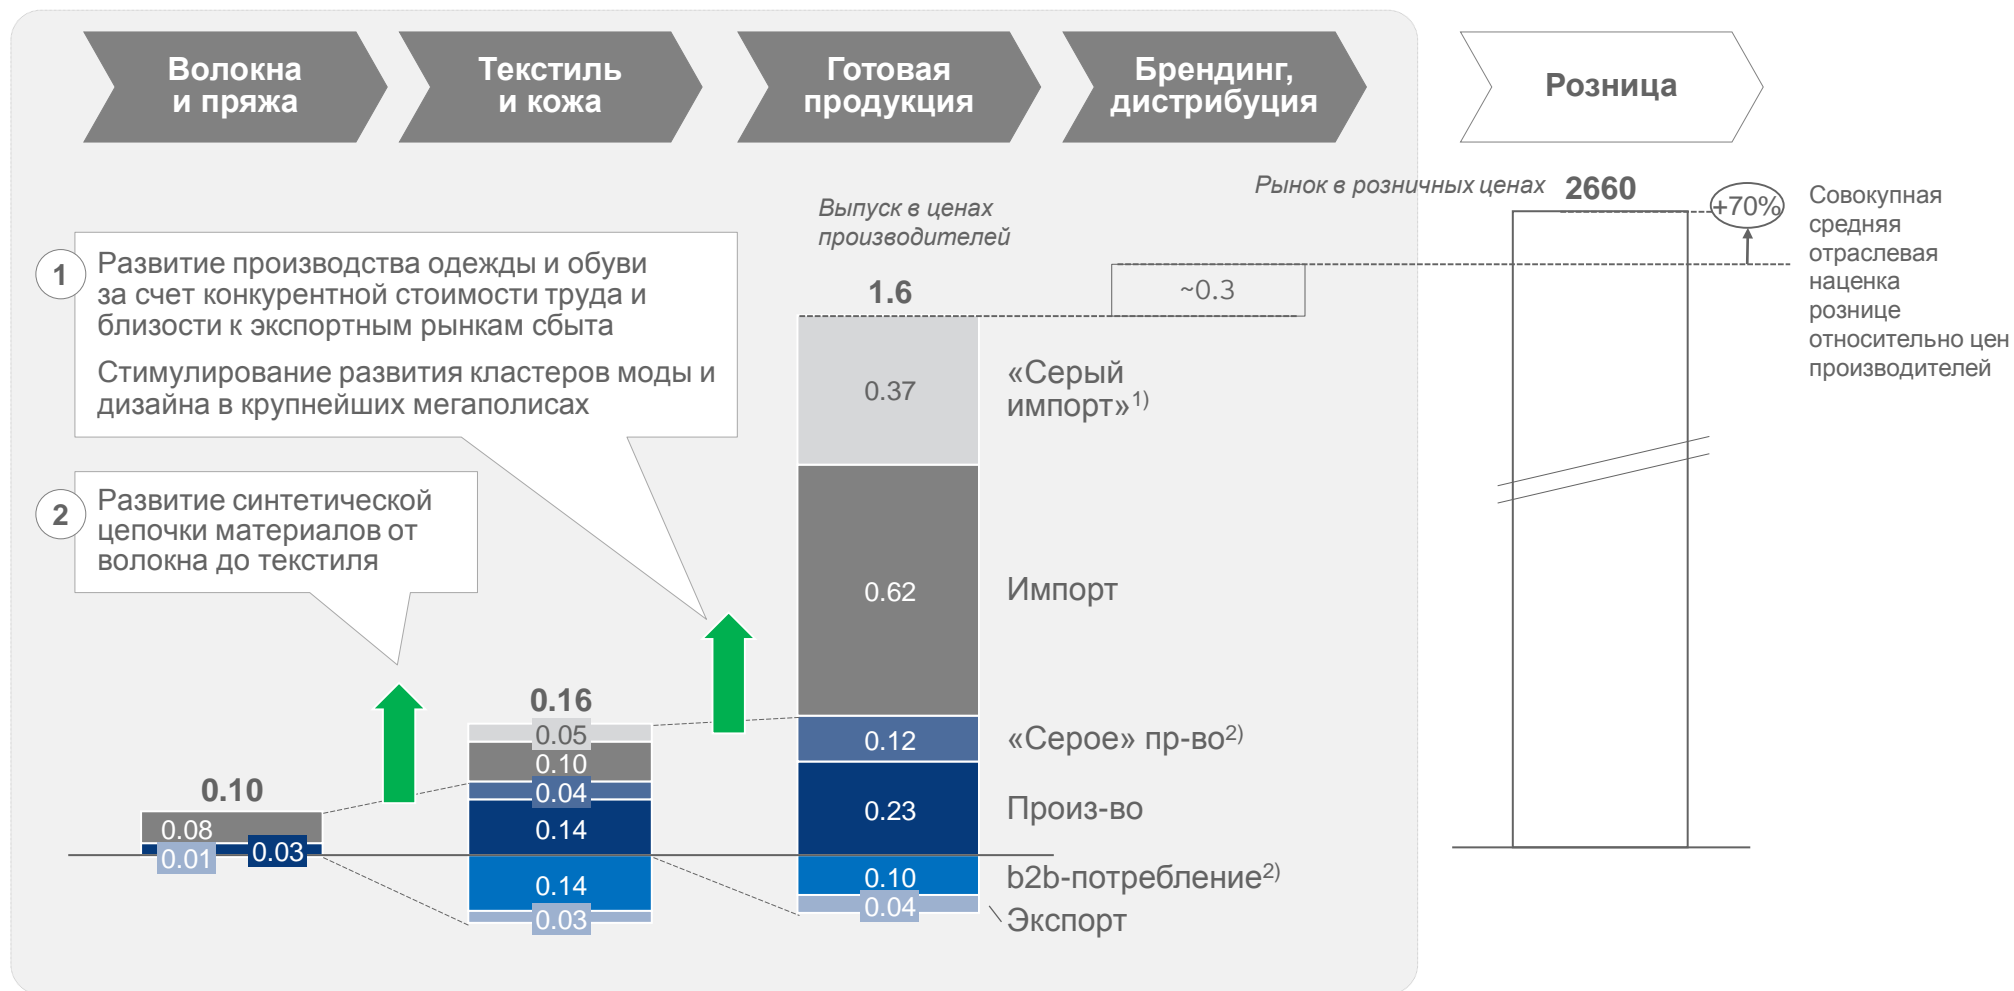 Волокна
и пряжа
Текстиль
и кожа
Готовая
продукция
Брендинг,
дистрибуция
Розница
Рынок в розничных ценах
2660
+70%
Совокупная
средняя
отраслевая
наценка
рознице
относительно цен
производителей
Выпуск в ценах
производителей
1.6
~0.3
1
Развитие производства одежды и обуви
за счет конкурентной стоимости труда и
близости к экспортным рынкам сбыта
Стимулирование развития кластеров моды и
дизайна в крупнейших мегаполисах
2
Развитие синтетической
цепочки материалов от
волокна до текстиля
0.10
0.08
0.01
0.03
0.16
0.05
0.10
0.04
0.14
0.14
0.03
0.37
0.62
0.12
0.23
0.10
0.04
«Серый
импорт»1)
Импорт
«Серое» пр-во2)
Произ-во
b2b-потребление2)
Экспорт